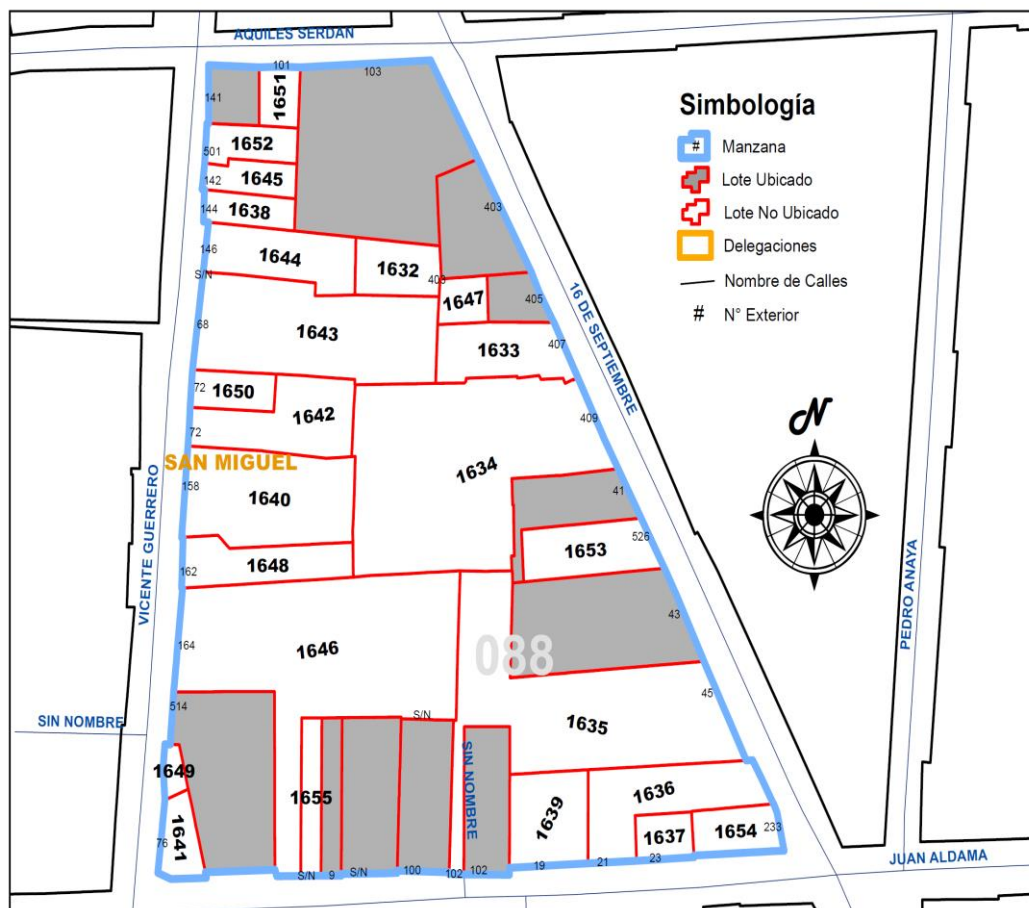 AQUILES SERDAN
101
103
141
1651
Simbología
# Manzana
Lote Ubicado
Lote No Ubicado
Delegaciones
Nombre de Calles
# N° Exterior
501
1652
142
1645
144
1638
403
146
1644
1632
S/N
403
1647
405
16 DE SEPTIEMBRE
68
1643
407
1633
72
1650
1642
409
72
N
SAN MIGUEL
158
1634
41
1640
526
1653
162
1648
VICENTE GUERRERO
PEDRO ANAYA
43
164
1646
088
45
514
S/N
1635
SIN NOMBRE
SIN NOMBRE
1649
1655
1636
1639
76
1641
1637
1654
233
S/N
9
S/N
100
102
102
19
21
23
JUAN ALDAMA